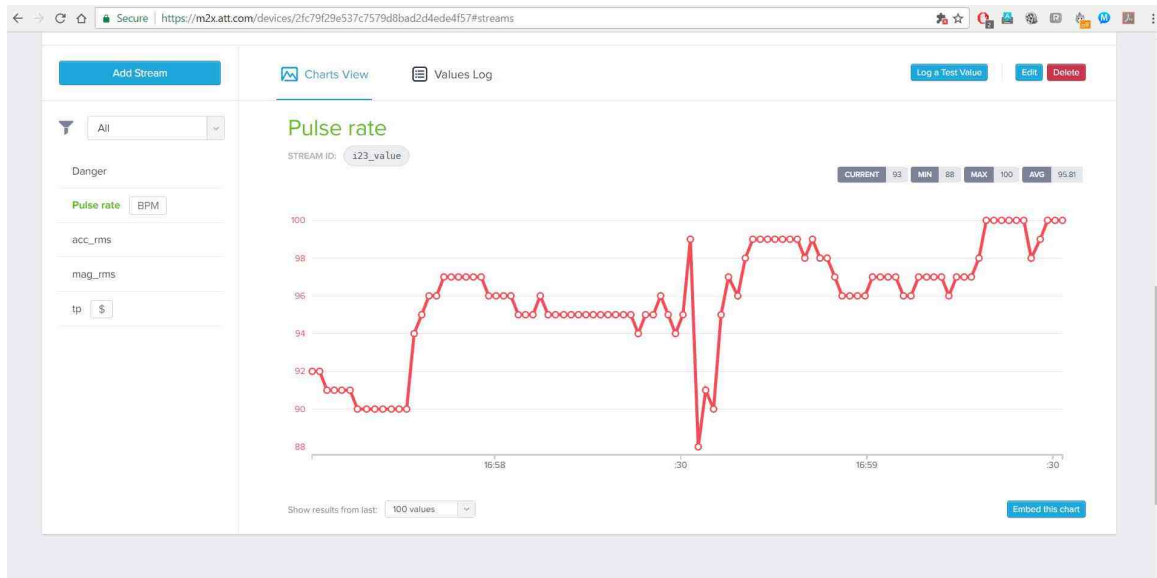 Secure https://m2x.att.com/devices/2fc79f29e537c7579d8bad2d4ede4f57#streams
Add Stream
Charts View
Values Log
Log a Test Value
Edit
Delete
All
Danger
Pulse rate BPM
acc_rms
mag_rms
tp $
Pulse rate
STREAM ID: i23_value
CURRENT 93 MIN 88 MAX 100 AVG 95.81
100
98
96
94
92
90
88
16:58 :30 16:59 :30
Show results from last: 100 values
Embed this chart